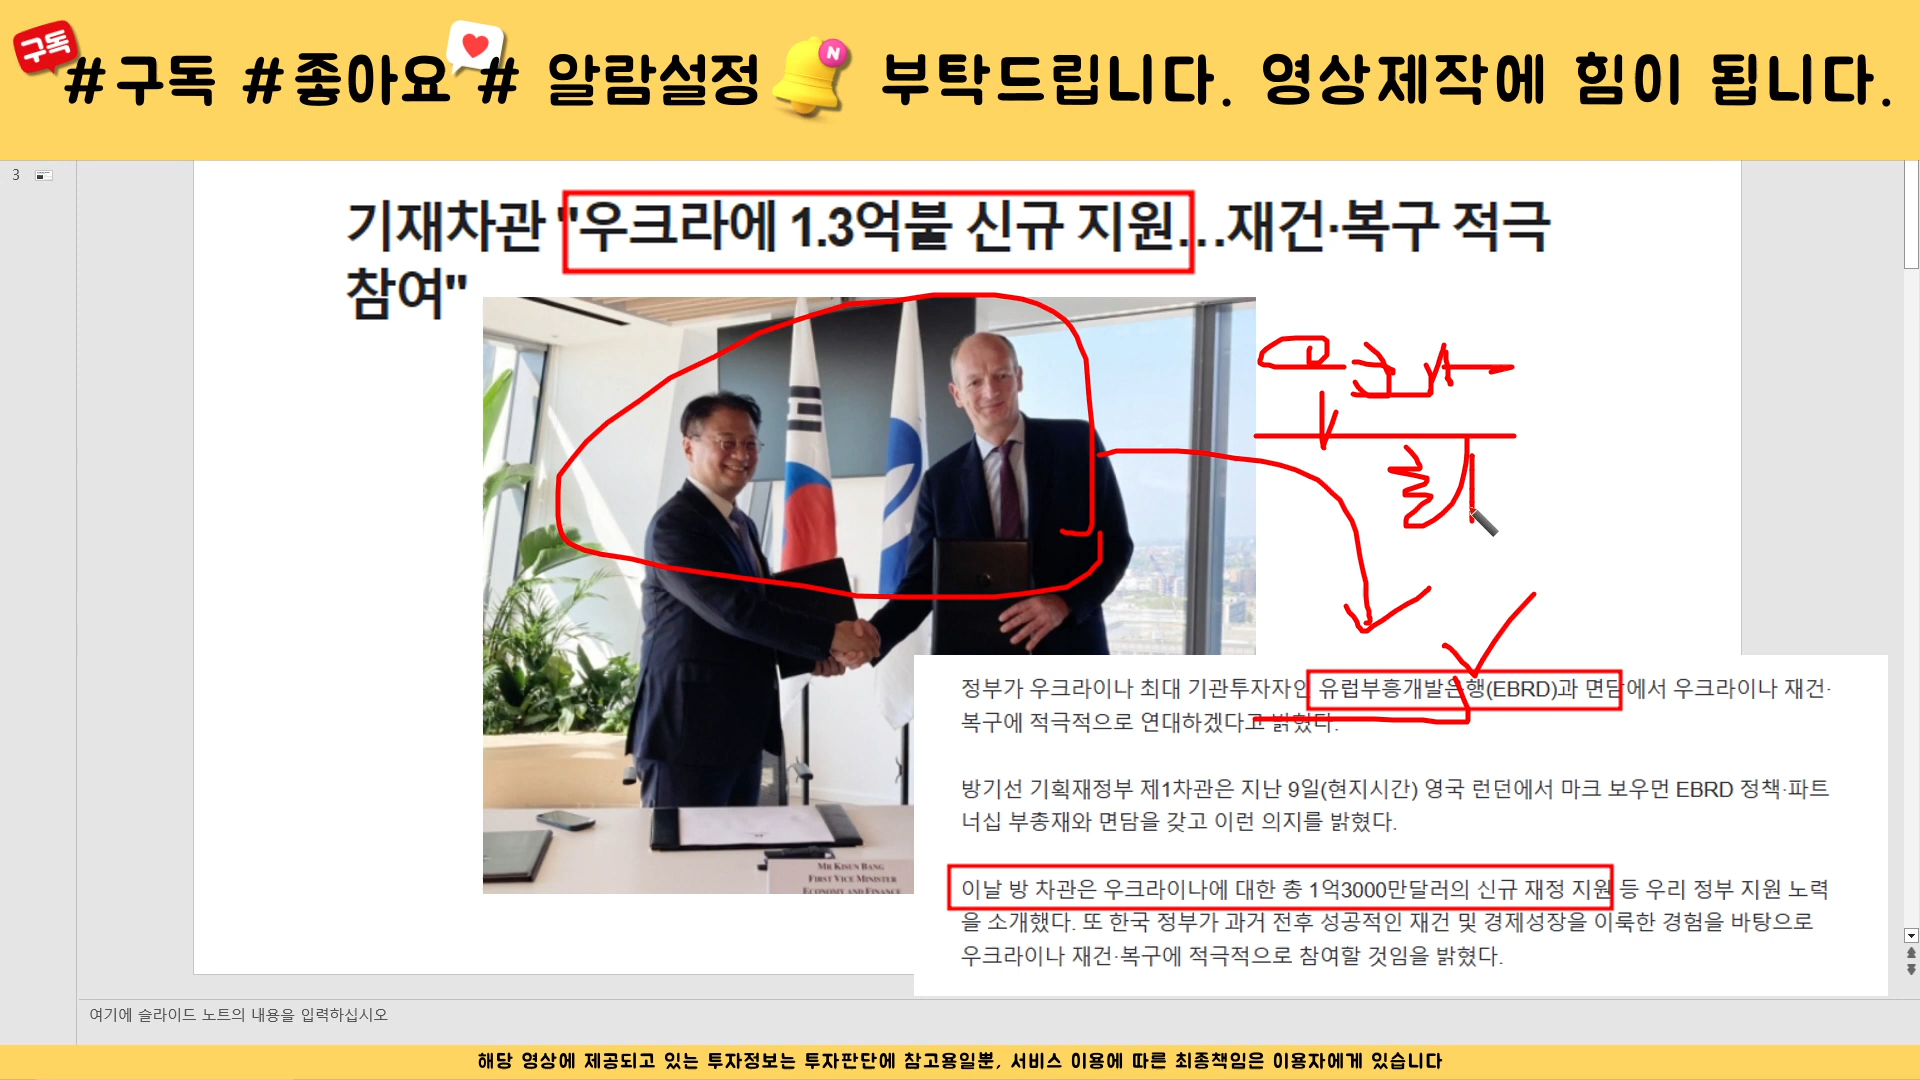 구독
#구독 #좋아요 # 알람설정 N 부탁드립니다. 영상제작에 힘이 됩니다.
3
기재차관 "우크라에 1.3억불 신규 지원…재건·복구 적극
참여"
정부가 우크라이나 최대 기관투자자인 유럽부흥개발은행(EBRD)과 면담에서 우크라이나 재건·
복구에 적극적으로 연대하겠다고 밝혔다.
방기선 기획재정부 제1차관은 지난 9일(현지시간) 영국 런던에서 마크 보우먼 EBRD 정책·파트
너십 부총재와 면담을 갖고 이런 의지를 밝혔다.
MR KISUN BANG
FIRST VICE MINISTER
ECONOMY AND FINANCE
이날 방 차관은 우크라이나에 대한 총 1억3000만달러의 신규 재정 지원 등 우리 정부 지원 노력
을 소개했다. 또 한국 정부가 과거 전후 성공적인 재건 및 경제성장을 이룩한 경험을 바탕으로
우크라이나 재건·복구에 적극적으로 참여할 것임을 밝혔다.
여기에 슬라이드 노트의 내용을 입력하십시오
해당 영상에 제공되고 있는 투자정보는 투자판단에 참고용일뿐, 서비스 이용에 따른 최종책임은 이용자에게 있습니다